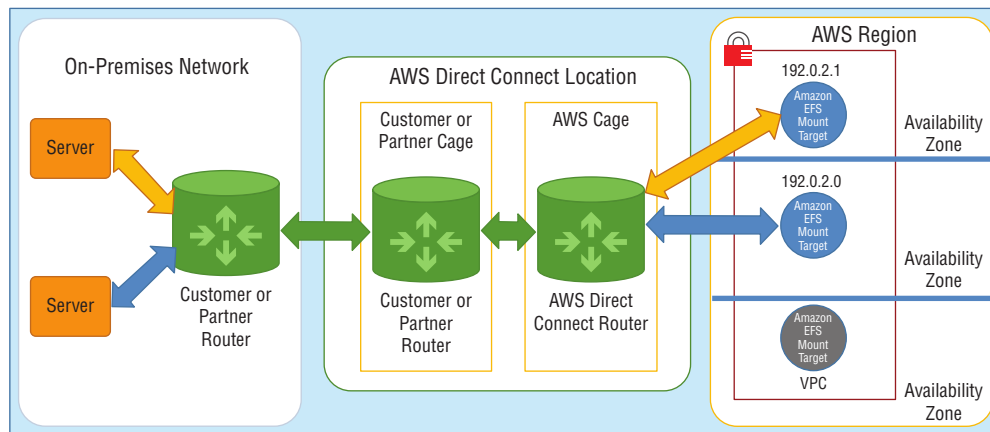 On-Premises Network
Server
Server
Customer or
Partner
Router
AWS Direct Connect Location
Customer or
Partner Cage
Customer or
Partner
Router
AWS Cage
AWS Direct
Connect Router
AWS Region
192.0.2.1
Amazon
EFS
Mount
Target
Availability
Zone
192.0.2.0
Amazon
EFS
Mount
Target
Availability
Zone
Amazon
EFS
Mount
Target
VPC
Availability
Zone